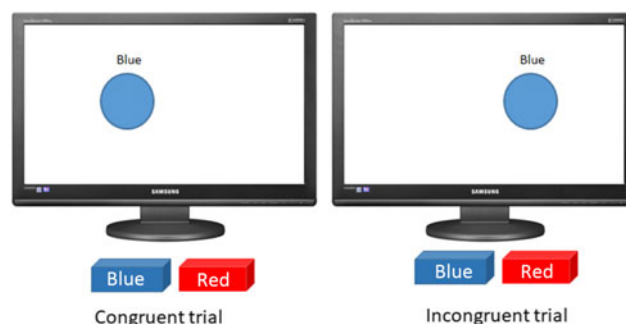 Blue
SAMSUNG
Blue Red
Congruent trial
Blue
SAMSUNG
Blue Red
Incongruent trial